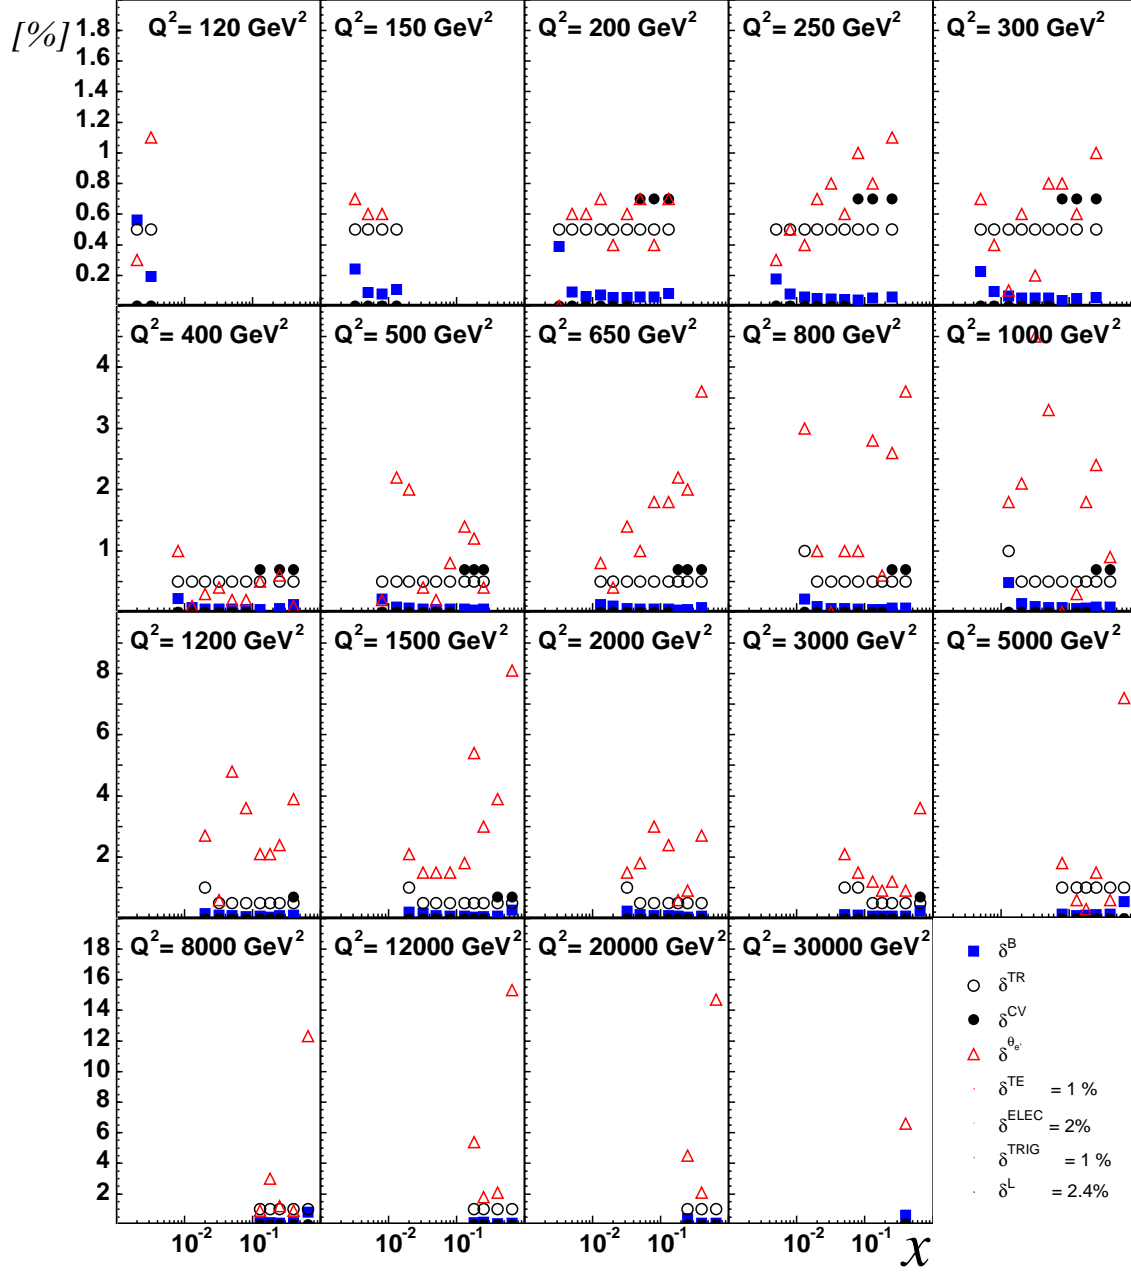 [%]
Q² = 120 GeV² Q² = 150 GeV² Q² = 200 GeV² Q² = 250 GeV² Q² = 300 GeV²
1.8
1.6
1.4
1.2
1
0.8
0.6
0.4
0.2
Q² = 400 GeV² Q² = 500 GeV² Q² = 650 GeV² Q² = 800 GeV² Q² = 1000 GeV²
4
3
2
1
Q² = 1200 GeV² Q² = 1500 GeV² Q² = 2000 GeV² Q² = 3000 GeV² Q² = 5000 GeV²
8
6
4
2
Q² = 8000 GeV² Q² = 12000 GeV² Q² = 20000 GeV² Q² = 30000 GeV²
18
16
14
12
10
8
6
4
2
10⁻² 10⁻¹ 10⁻² 10⁻¹ 10⁻² 10⁻¹ 10⁻² 10⁻¹
x
δ^B
δ^TR
δ^CV
δ^θe'
δ^TE = 1 %
δ^ELEC = 2%
δ^TRIG = 1 %
δ^L = 2.4%